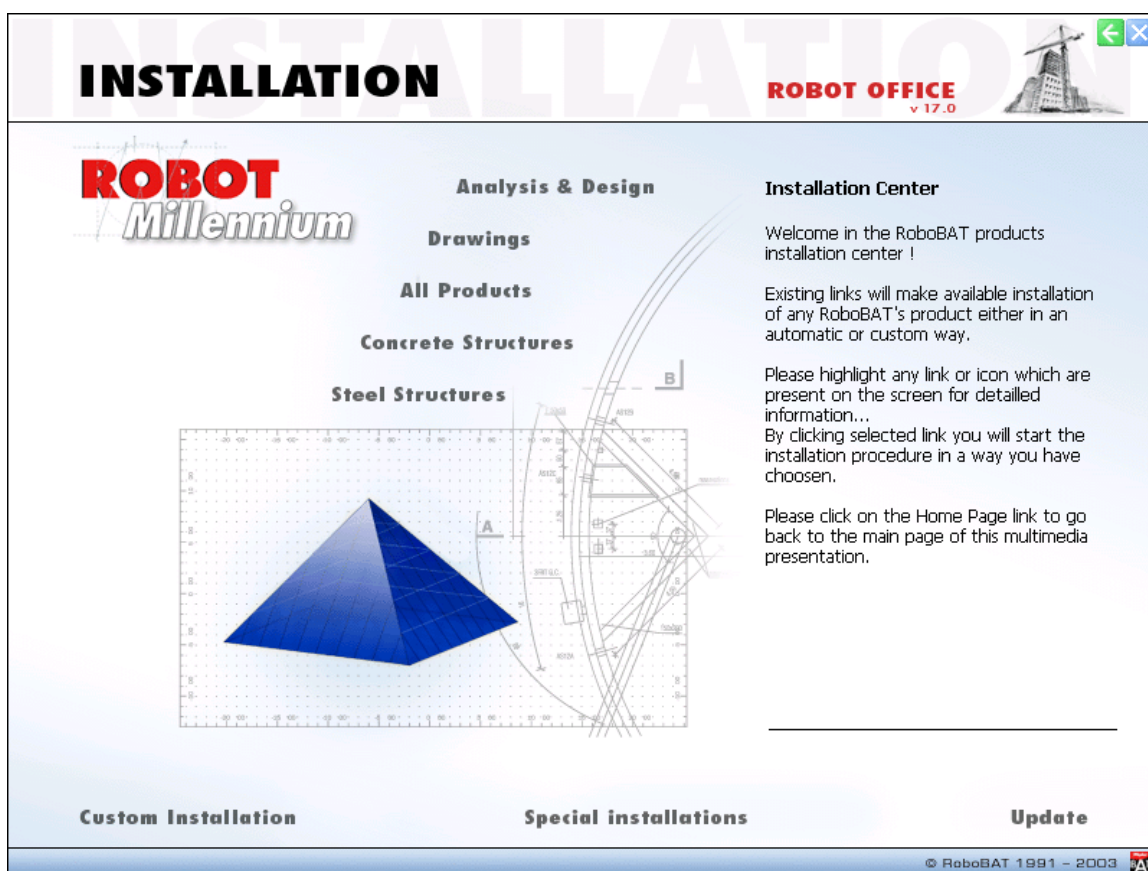 INSTALLATION
INSTALLATION
ROBOT OFFICE
v 17.0
ROBOT
Millennium
Analysis & Design
Drawings
All Products
Concrete Structures
Steel Structures
Installation Center
Welcome in the RoboBAT products
installation center !
Existing links will make available installation
of any RoboBAT's product either in an
automatic or custom way.
Please highlight any link or icon which are
present on the screen for detailled
information...
By clicking selected link you will start the
installation procedure in a way you have
choosen.
Please click on the Home Page link to go
back to the main page of this multimedia
presentation.
B
A
Custom Installation
Special installations
Update
© RoboBAT 1991 - 2003